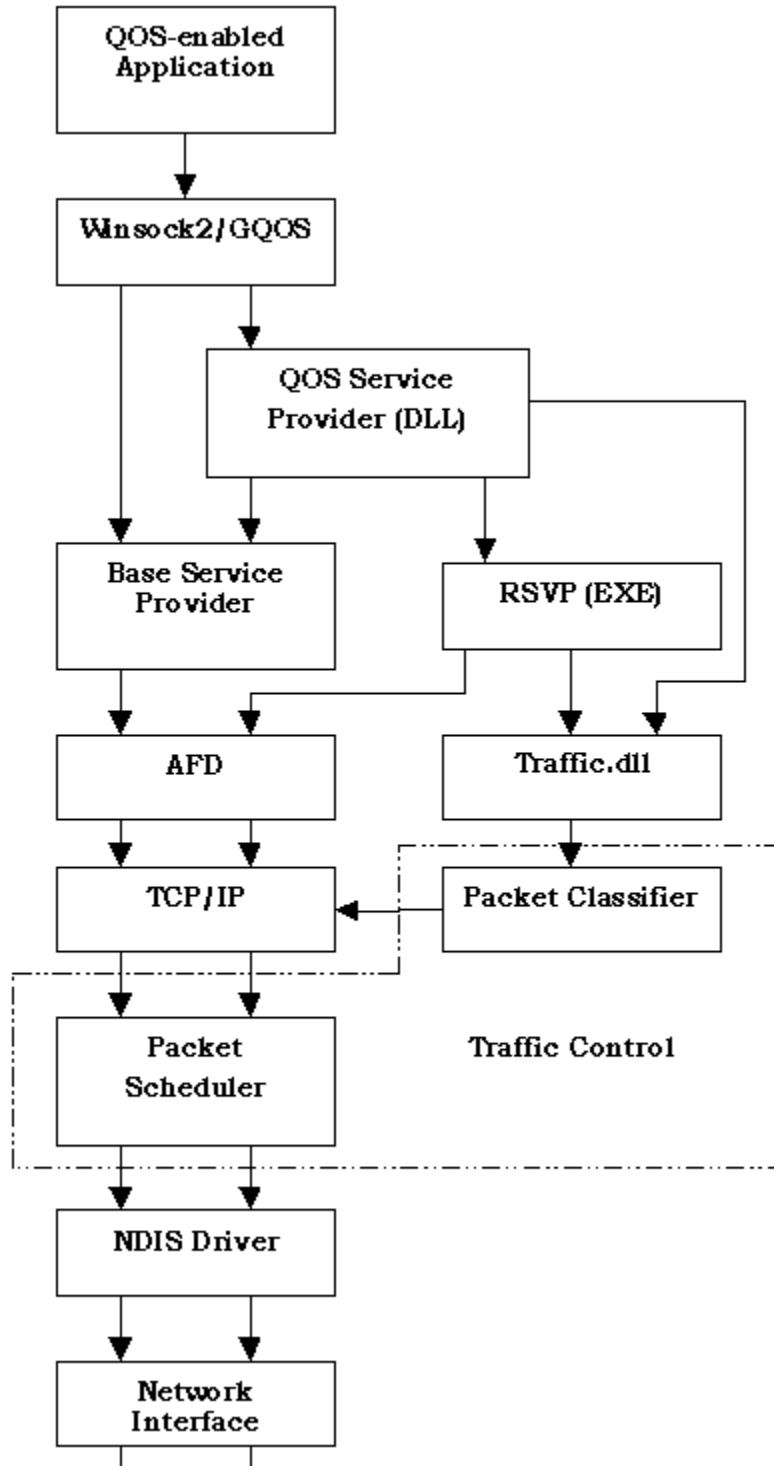 QOS-enabled
Application
Winsock2/GQOS
QOS Service
Provider (DLL)
Base Service
Provider
RSVP (EXE)
AFD
Traffic.dll
TCP/IP
Packet Classifier
Packet
Scheduler
Traffic Control
NDIS Driver
Network
Interface